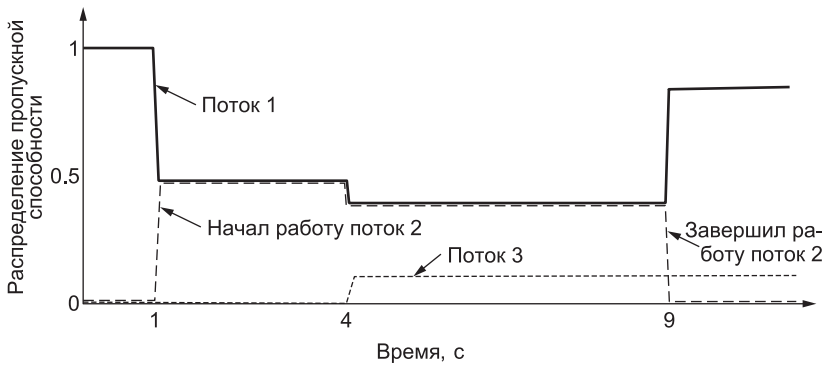 Распределение пропускной
способности
1
0.5
0
Поток 1
Начал работу поток 2
Поток 3
Завершил ра-
боту поток 2
1
4
9
Время, с